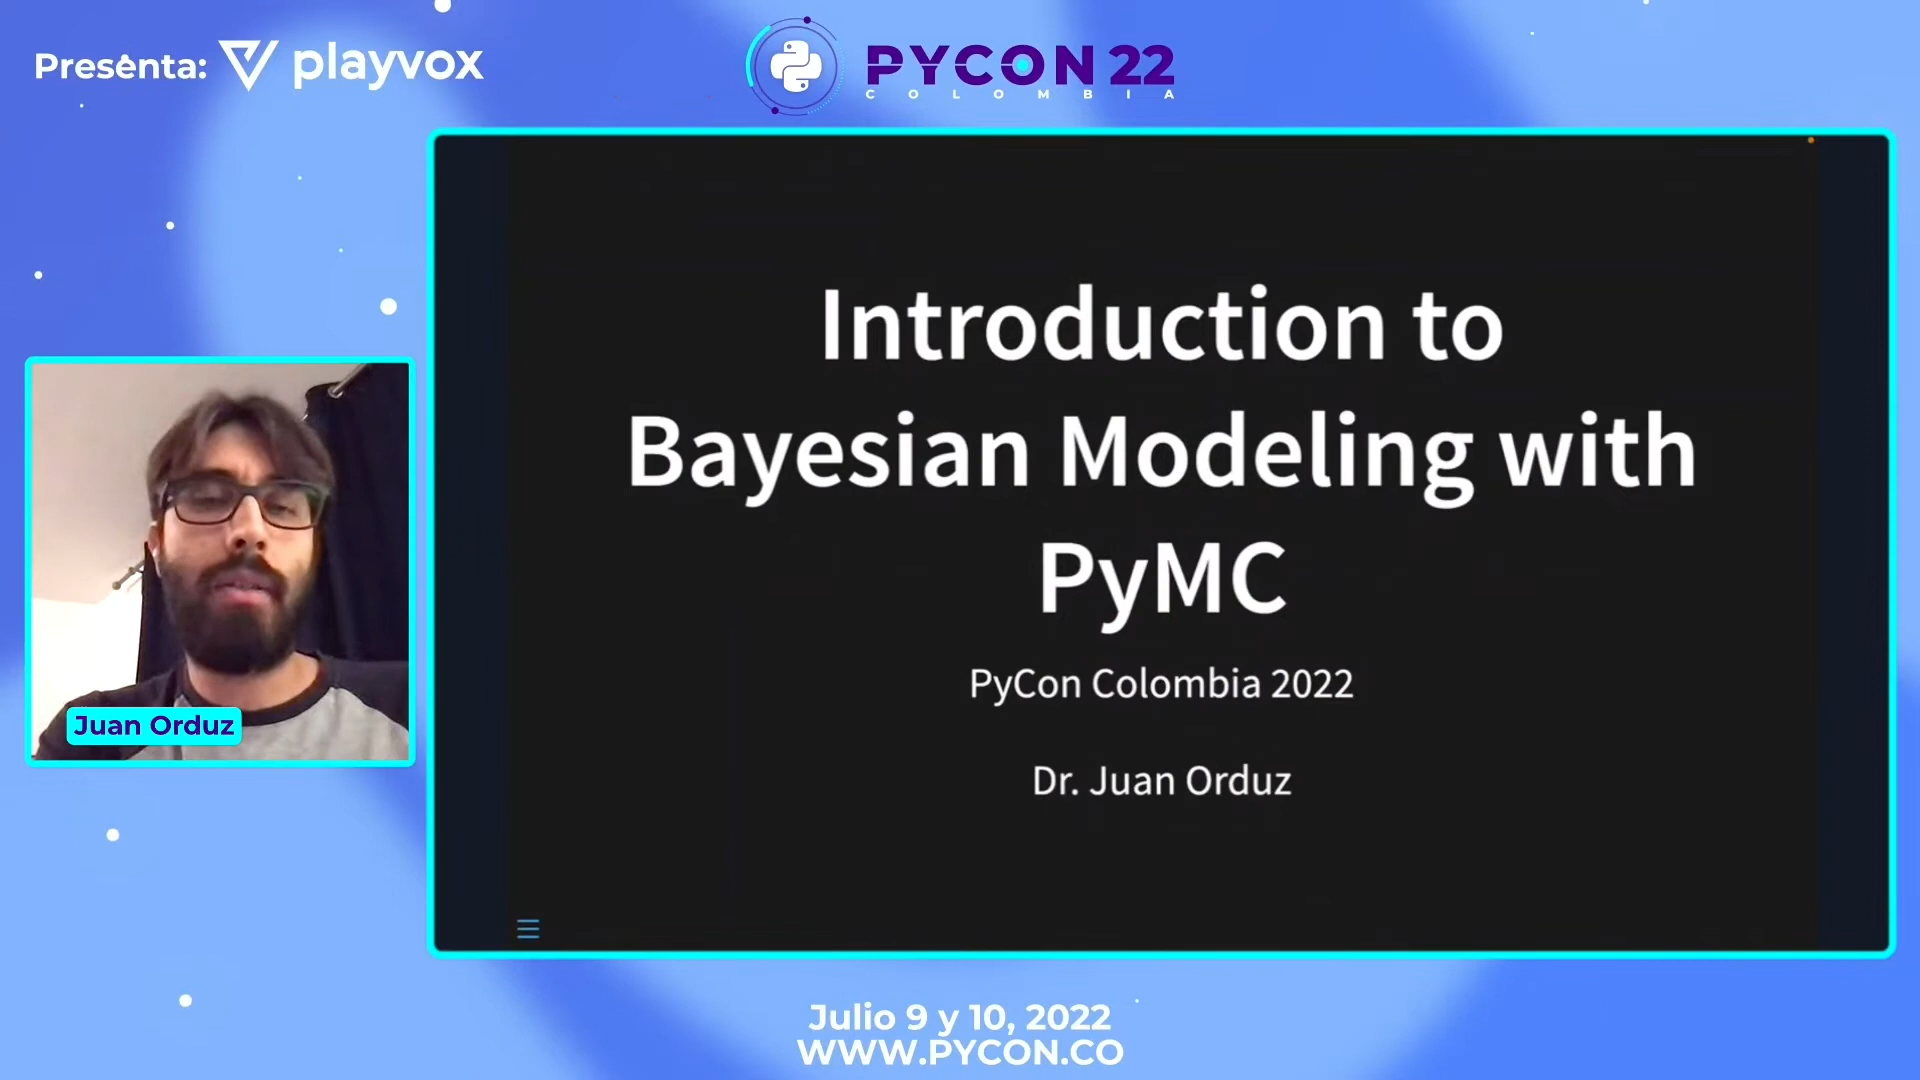 Presenta: playvox
PYCON 22
COLOMBIA
Introduction to
Bayesian Modeling with
PyMC
PyCon Colombia 2022
Dr. Juan Orduz
Juan Orduz
Julio 9 y 10, 2022
WWW.PYCON.CO